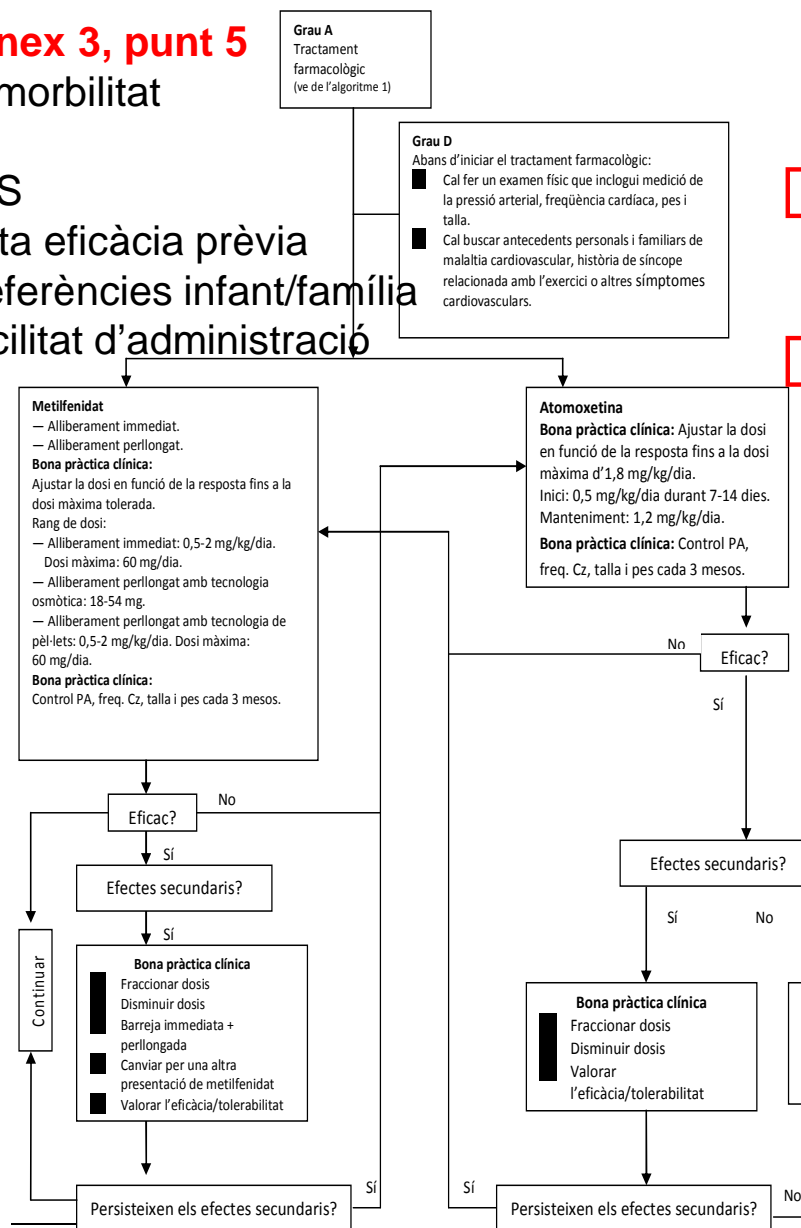 nex 3, punt 5
morbilitat
S
ta eficàcia prèvia
eferències infant/família
cilitat d'administració
Grau A
Tractament
farmacològic
(ve de l'algoritme 1)
Grau D
Abans d'iniciar el tractament farmacològic:
Cal fer un examen físic que inclogui medició de
la pressió arterial, freqüència cardíaca, pes i
talla.
Cal buscar antecedents personals i familiars de
malaltia cardiovascular, història de síncope
relacionada amb l'exercici o altres símptomes
cardiovasculars.
Metilfenidat
— Alliberament immediat.
— Alliberament perllongat.
Bona pràctica clínica:
Ajustar la dosi en funció de la resposta fins a la
dosi màxima tolerada.
Rang de dosi:
— Alliberament immediat: 0,5-2 mg/kg/dia.
Dosi màxima: 60 mg/dia.
— Alliberament perllongat amb tecnologia
osmòtica: 18-54 mg.
— Alliberament perllongat amb tecnologia de
pèl·lets: 0,5-2 mg/kg/dia. Dosi màxima:
60 mg/dia.
Bona pràctica clínica:
Control PA, freq. Cz, talla i pes cada 3 mesos.
Atomoxetina
Bona pràctica clínica: Ajustar la dosi
en funció de la resposta fins a la dosi
màxima d'1,8 mg/kg/dia.
Inici: 0,5 mg/kg/dia durant 7-14 dies.
Manteniment: 1,2 mg/kg/dia.
Bona pràctica clínica: Control PA,
freq. Cz, talla i pes cada 3 mesos.
No
Eficaç?
Sí
Eficaç?
No
Sí
Efectes secundaris?
Sí
Continuar
Bona pràctica clínica
Fraccionar dosis
Disminuir dosis
Barreja immediata +
perllongada
Canviar per una altra
presentació de metilfenidat
Valorar l'eficàcia/tolerabilitat
Persisteixen els efectes secundaris?
Sí
Efectes secundaris?
Sí
No
Bona pràctica clínica
Fraccionar dosis
Disminuir dosis
Valorar
l'eficàcia/tolerabilitat
Sí
Persisteixen els efectes secundaris?
No